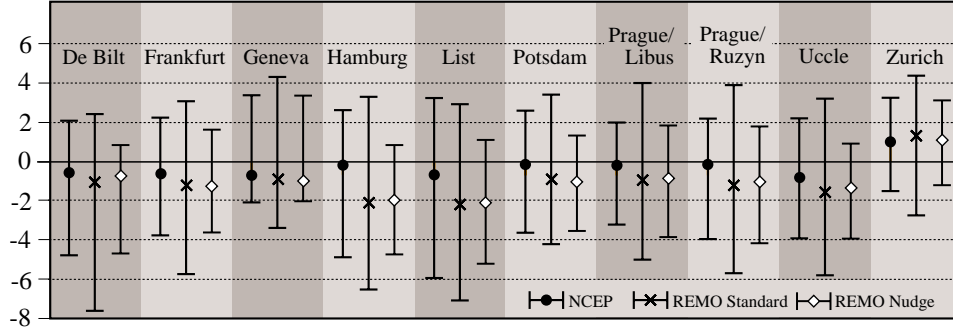 6
4
2
0
-2
-4
-6
-8
De Bilt
Frankfurt
Geneva
Hamburg
List
Potsdam
Prague/
Libus
Prague/
Ruzyn
Uccle
Zurich
NCEP
REMO Standard
REMO Nudge